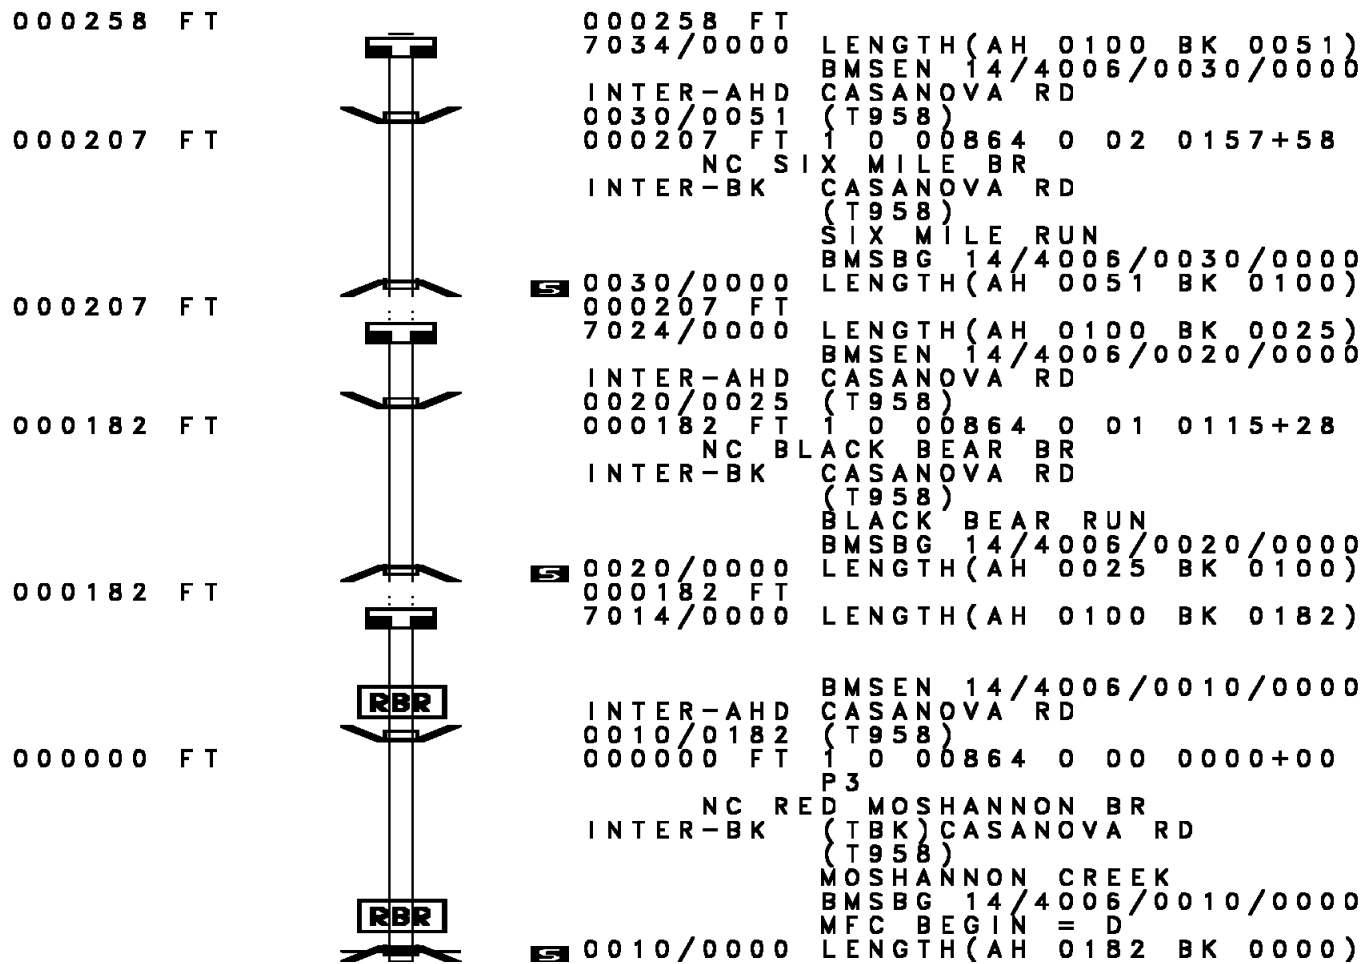 000258 FT 000258 FT
7034/0000 LENGTH(AH 0100 BK 0051)
BMSEN 14/4006/0030/0000
INTER-AHD CASANOVA RD
0030/0051 (T958)
000207 FT 000207 FT 1 0 00864 0 02 0157+58
NC SIX MILE BR
INTER-BK CASANOVA RD
(T958)
SIX MILE RUN
BMSBG 14/4006/0030/0000
S 0030/0000 LENGTH(AH 0051 BK 0100)
000207 FT 000207 FT
7024/0000 LENGTH(AH 0100 BK 0025)
BMSEN 14/4006/0020/0000
INTER-AHD CASANOVA RD
0020/0025 (T958)
000182 FT 000182 FT 1 0 00864 0 01 0115+28
NC BLACK BEAR BR
INTER-BK CASANOVA RD
(T958)
BLACK BEAR RUN
BMSBG 14/4006/0020/0000
S 0020/0000 LENGTH(AH 0025 BK 0100)
000182 FT 000182 FT
7014/0000 LENGTH(AH 0100 BK 0182)
BMSEN 14/4006/0010/0000
RBR INTER-AHD CASANOVA RD
0010/0182 (T958)
000000 FT 000000 FT 1 0 00864 0 00 0000+00
P3
NC RED MOSHANNON BR
INTER-BK (TBK)CASANOVA RD
(T958)
MOSHANNON CREEK
BMSBG 14/4006/0010/0000
RBR MFC BEGIN = D
S 0010/0000 LENGTH(AH 0182 BK 0000)